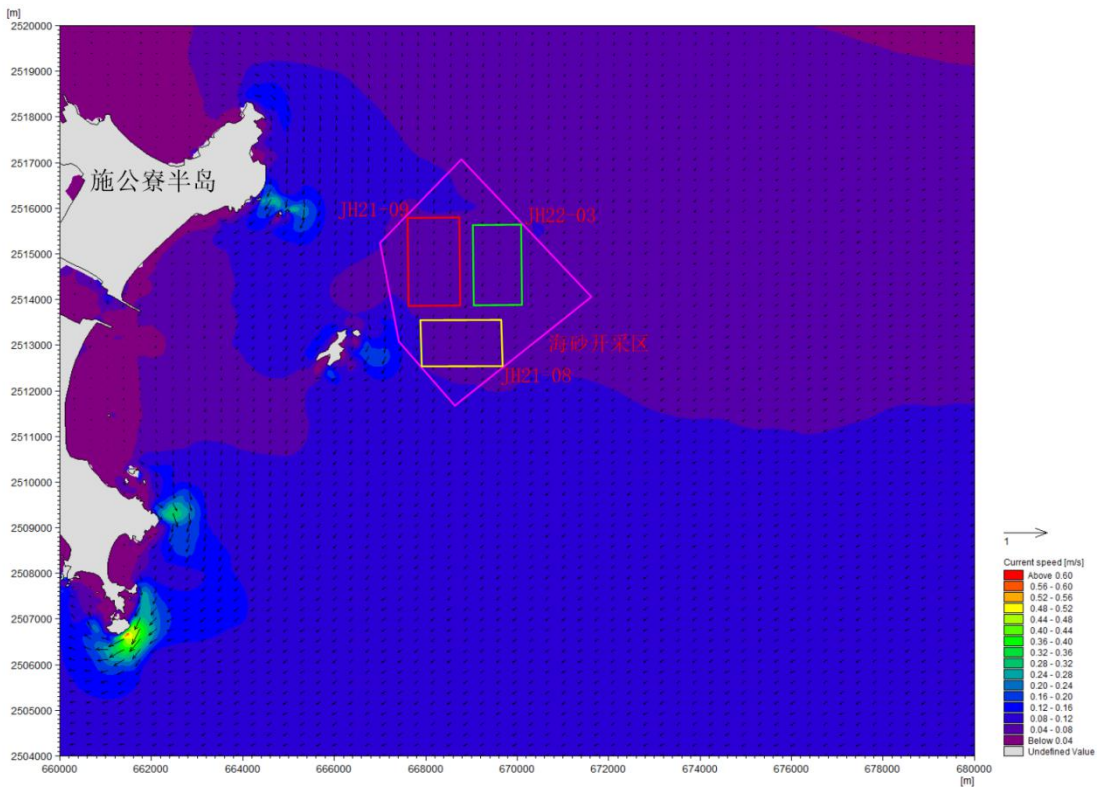 [m]
2520000
2519000
2518000
2517000
2516000
2515000
2514000
2513000
2512000
2511000
2510000
2509000
2508000
2507000
2506000
2505000
2504000
施公寮半岛
JH21-09
JH22-03
海砂开采区
JH21-08
660000 662000 664000 666000 668000 670000 672000 674000 676000 678000 680000
[m]
1
Current speed [m/s]
Above 0.60
0.56 - 0.60
0.52 - 0.56
0.48 - 0.52
0.44 - 0.48
0.40 - 0.44
0.36 - 0.40
0.32 - 0.36
0.28 - 0.32
0.24 - 0.28
0.20 - 0.24
0.16 - 0.20
0.12 - 0.16
0.08 - 0.12
0.04 - 0.08
Below 0.04
Undefined Value